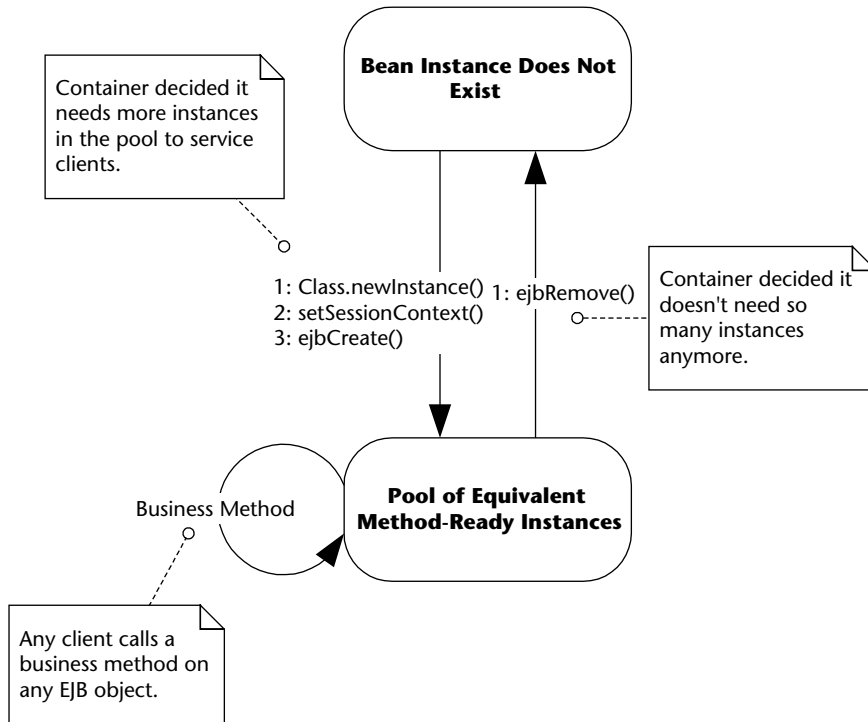 Bean Instance Does Not
Exist
Container decided it
needs more instances
in the pool to service
clients.
1: Class.newInstance()
2: setSessionContext()
3: ejbCreate()
1: ejbRemove()
Container decided it
doesn't need so
many instances
anymore.
Pool of Equivalent
Method-Ready Instances
Business Method
Any client calls a
business method on
any EJB object.